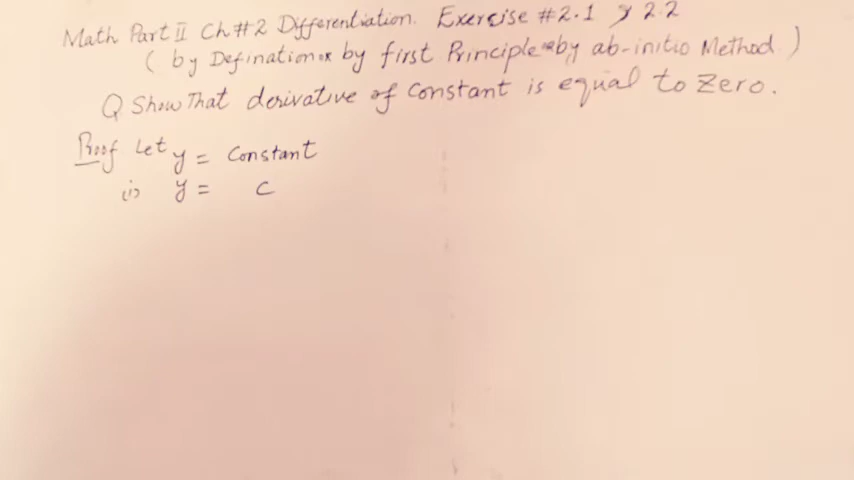 Math Part II Ch #2 Differentiation. Exercise #2.1 & 2.2
( by Defination or by first Principle or by ab-initio Method )
Q Show That derivative of Constant is equal to Zero.
Proof Let y = Constant
(i) y = c